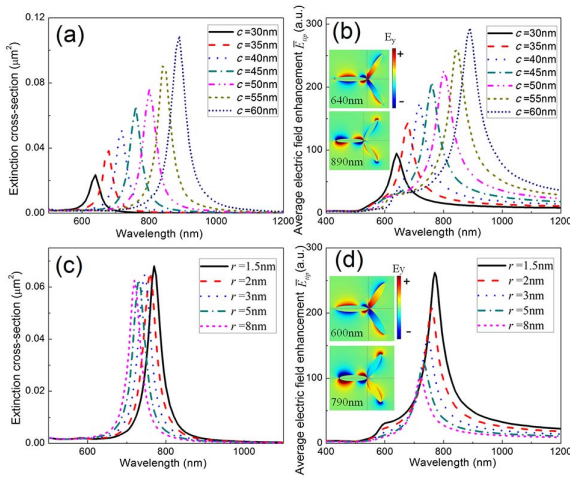 (a)
c =30nm
c =35nm
c =40nm
c =45nm
c =50nm
c =55nm
c =60nm
Extinction cross-section (μm²)
0.12
0.08
0.04
0.00
600 800 1000 1200
Wavelength (nm)
(b)
c =30nm
c =35nm
c =40nm
c =45nm
c =50nm
c =55nm
c =60nm
Ey
+
-
640nm
890nm
Average electric field enhancement E̅tip (a.u.)
300
200
100
0
400 600 800 1000 1200
Wavelength (nm)
(c)
r =1.5nm
r =2nm
r =3nm
r =5nm
r =8nm
Extinction cross-section (μm²)
0.06
0.04
0.02
0.00
600 800 1000
Wavelength (nm)
(d)
r =1.5nm
r =2nm
r =3nm
r =5nm
r =8nm
Ey
+
-
600nm
790nm
Average electric field enhancement E̅tip (a.u.)
300
250
200
150
100
50
0
400 600 800 1000 1200
Wavelength (nm)